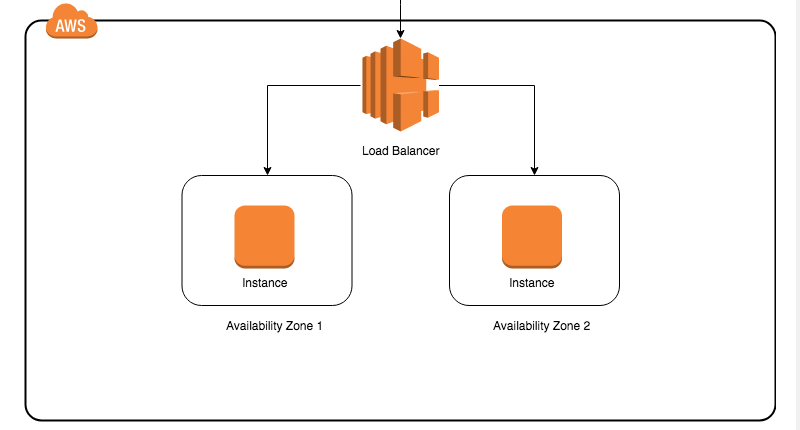 AWS
Load Balancer
Instance
Instance
Availability Zone 1
Availability Zone 2